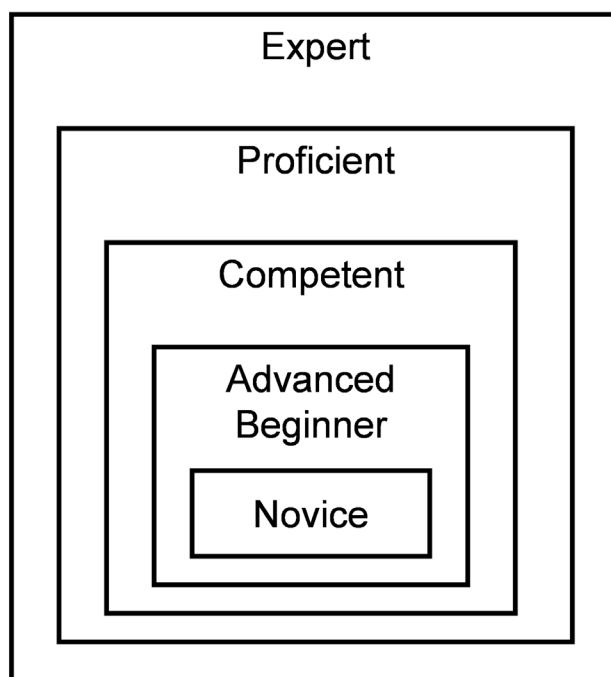 Expert
Proficient
Competent
Advanced
Beginner
Novice